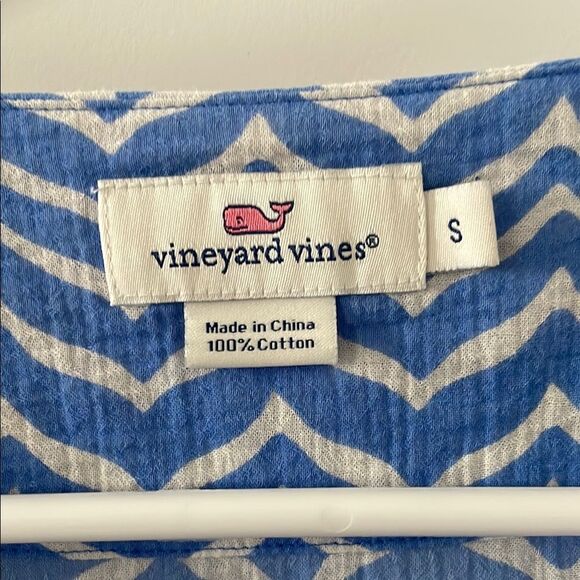 vineyard vines®
S
Made in China
100% Cotton